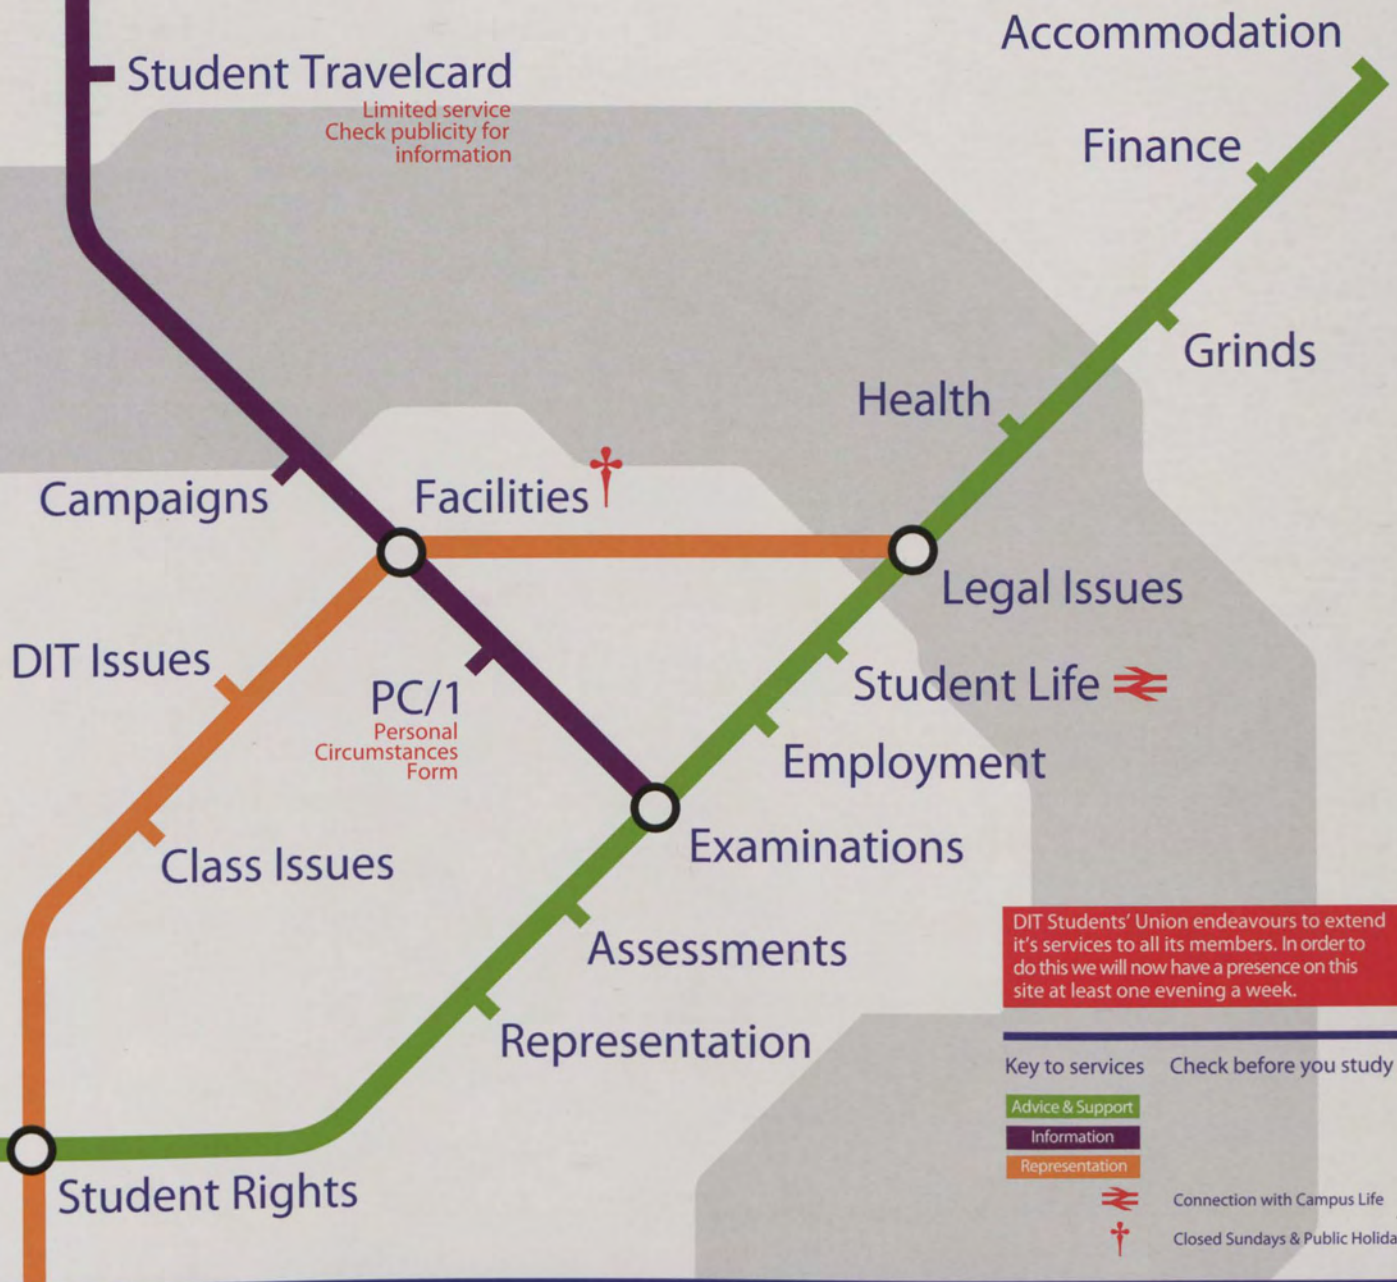 Accommodation
Student Travelcard
Limited service
Check publicity for
information
Finance
Grinds
Health
Campaigns
Facilities
Legal Issues
DIT Issues
PC/1
Personal
Circumstances
Form
Student Life
Employment
Examinations
Class Issues
Assessments
Representation
Student Rights
DIT Students' Union endeavours to extend
it's services to all its members. In order to
do this we will now have a presence on this
site at least one evening a week.
Key to services Check before you study
Advice & Support
Information
Representation
Connection with Campus Life
Closed Sundays & Public